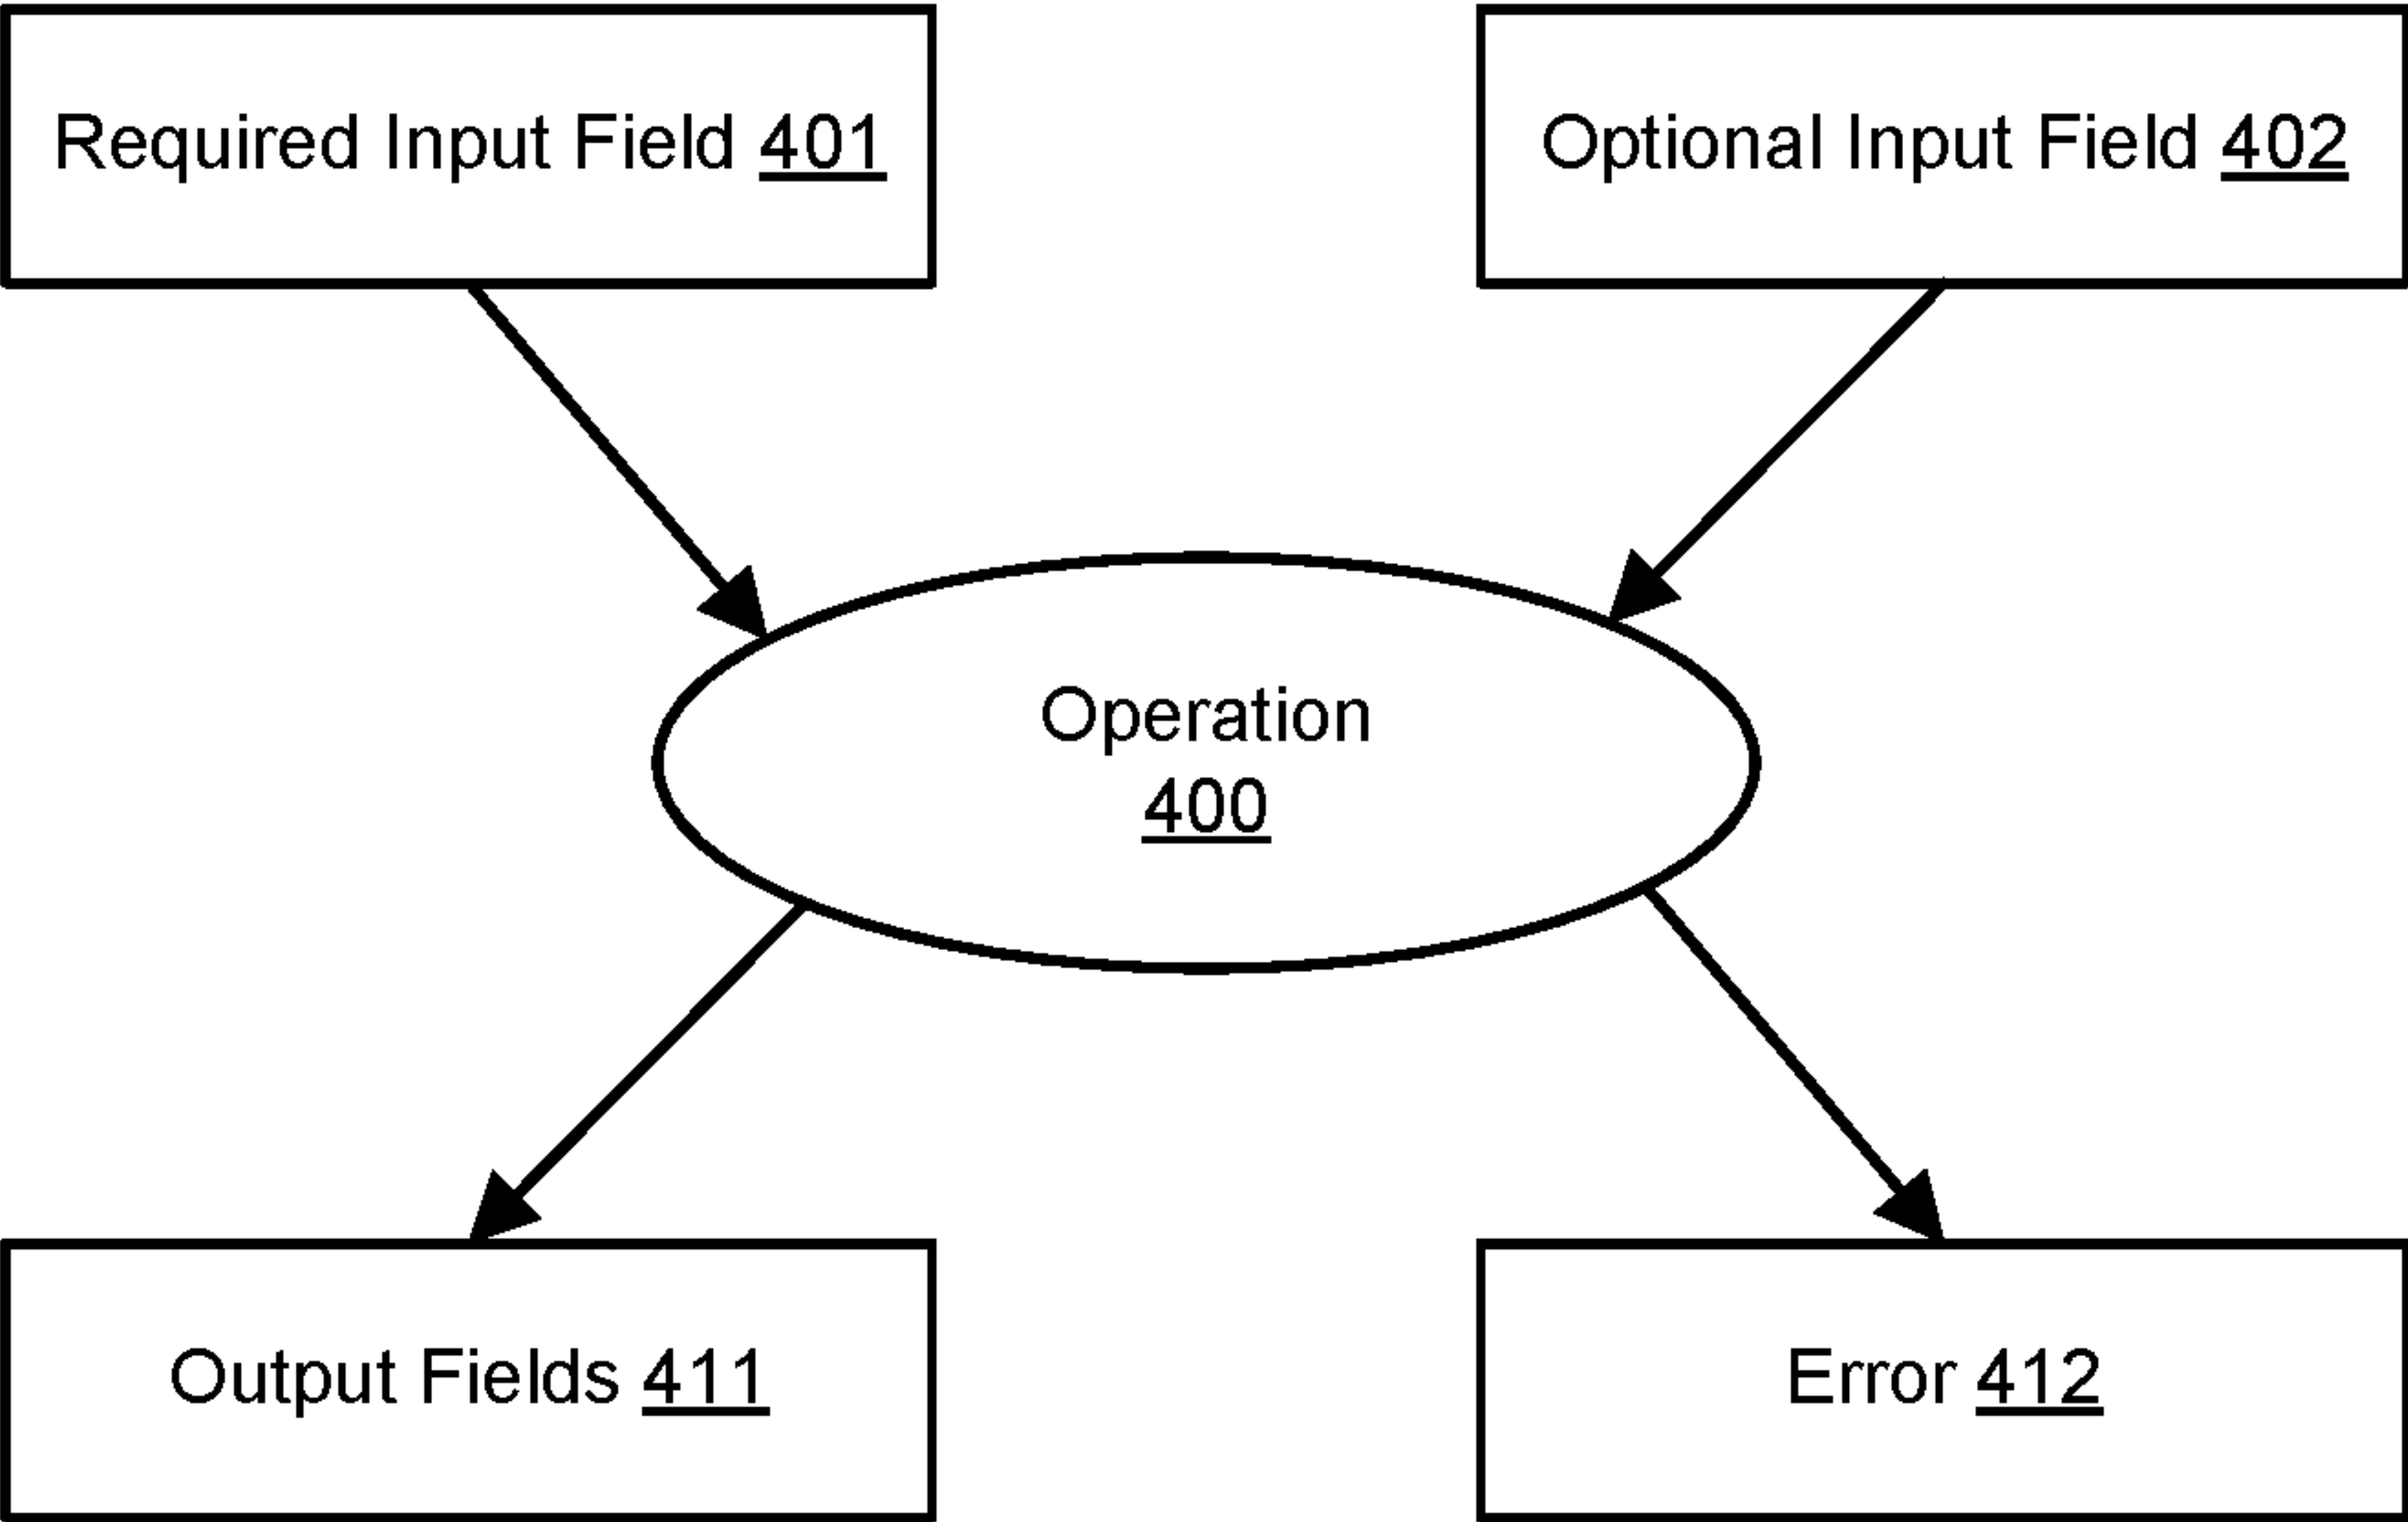 Required Input Field 401
Optional Input Field 402
Operation
400
Output Fields 411
Error 412